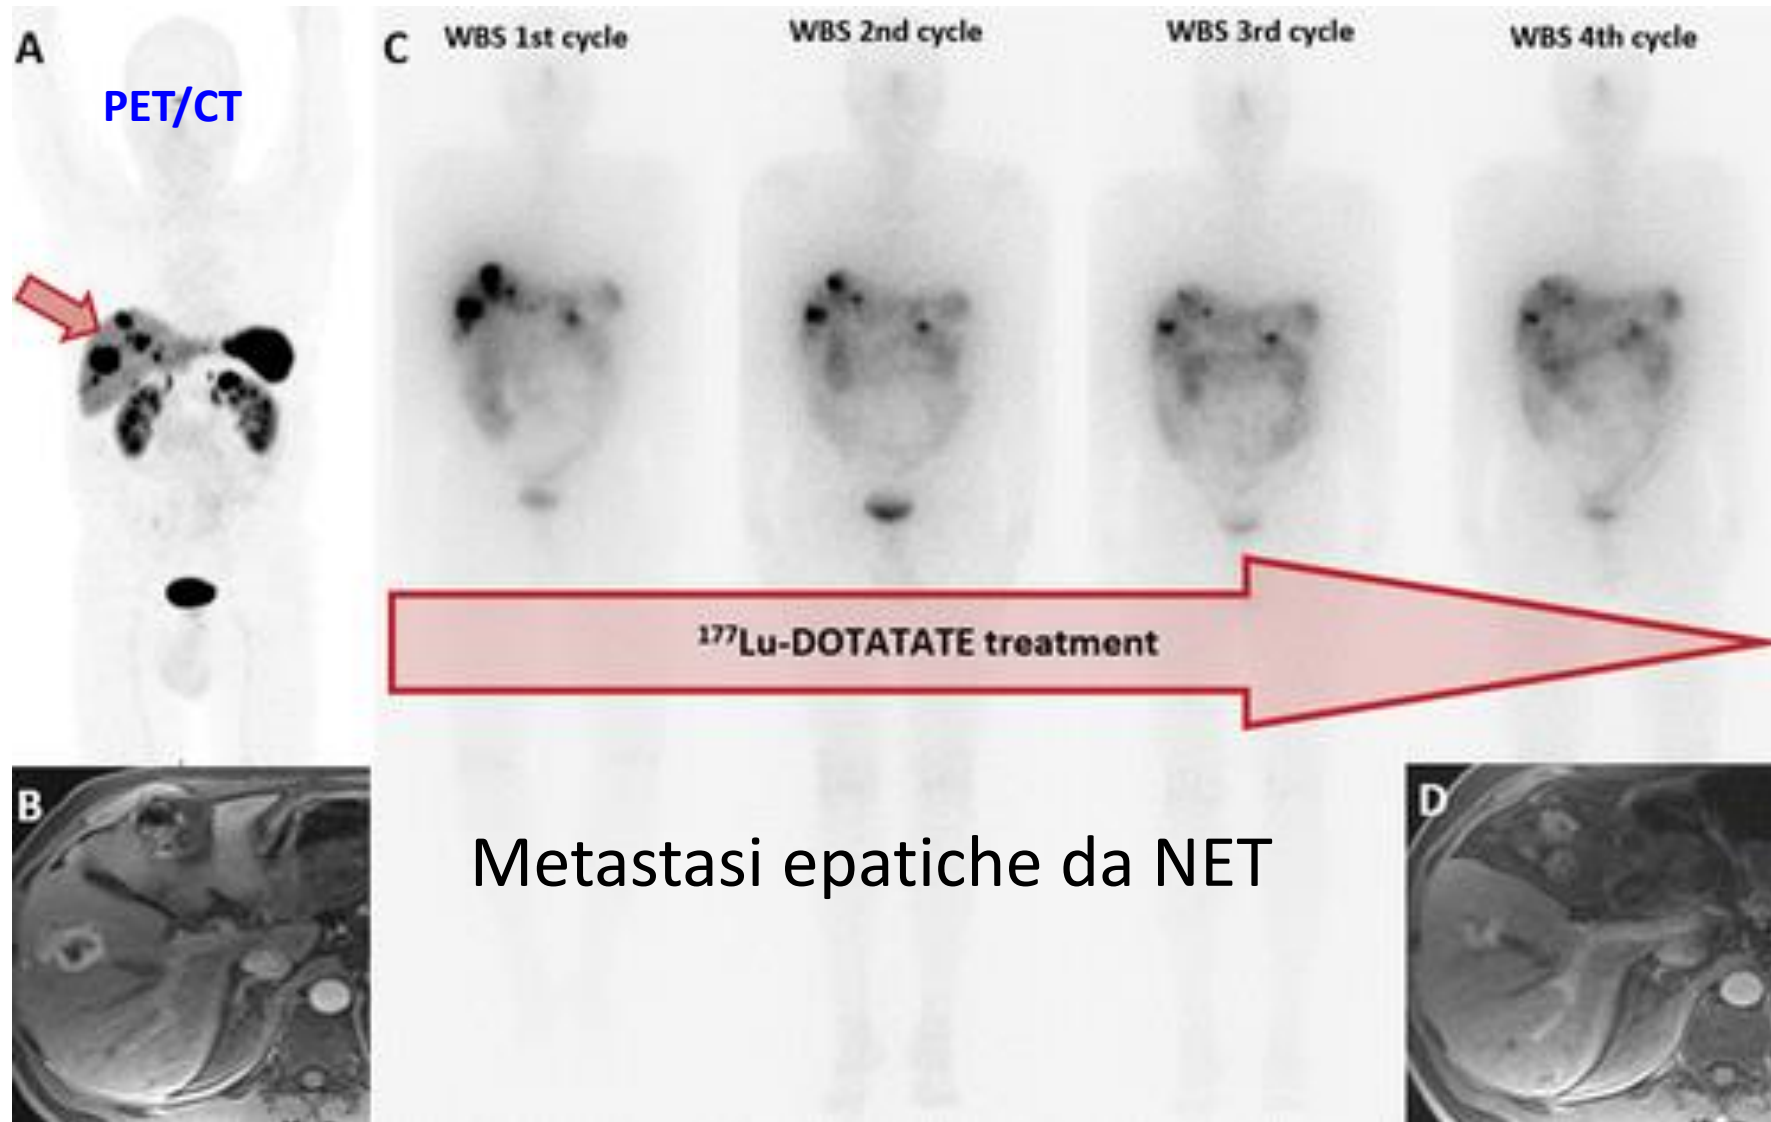 A
PET/CT
C
WBS 1st cycle
WBS 2nd cycle
WBS 3rd cycle
WBS 4th cycle
¹⁷⁷Lu-DOTATATE treatment
B
Metastasi epatiche da NET
D